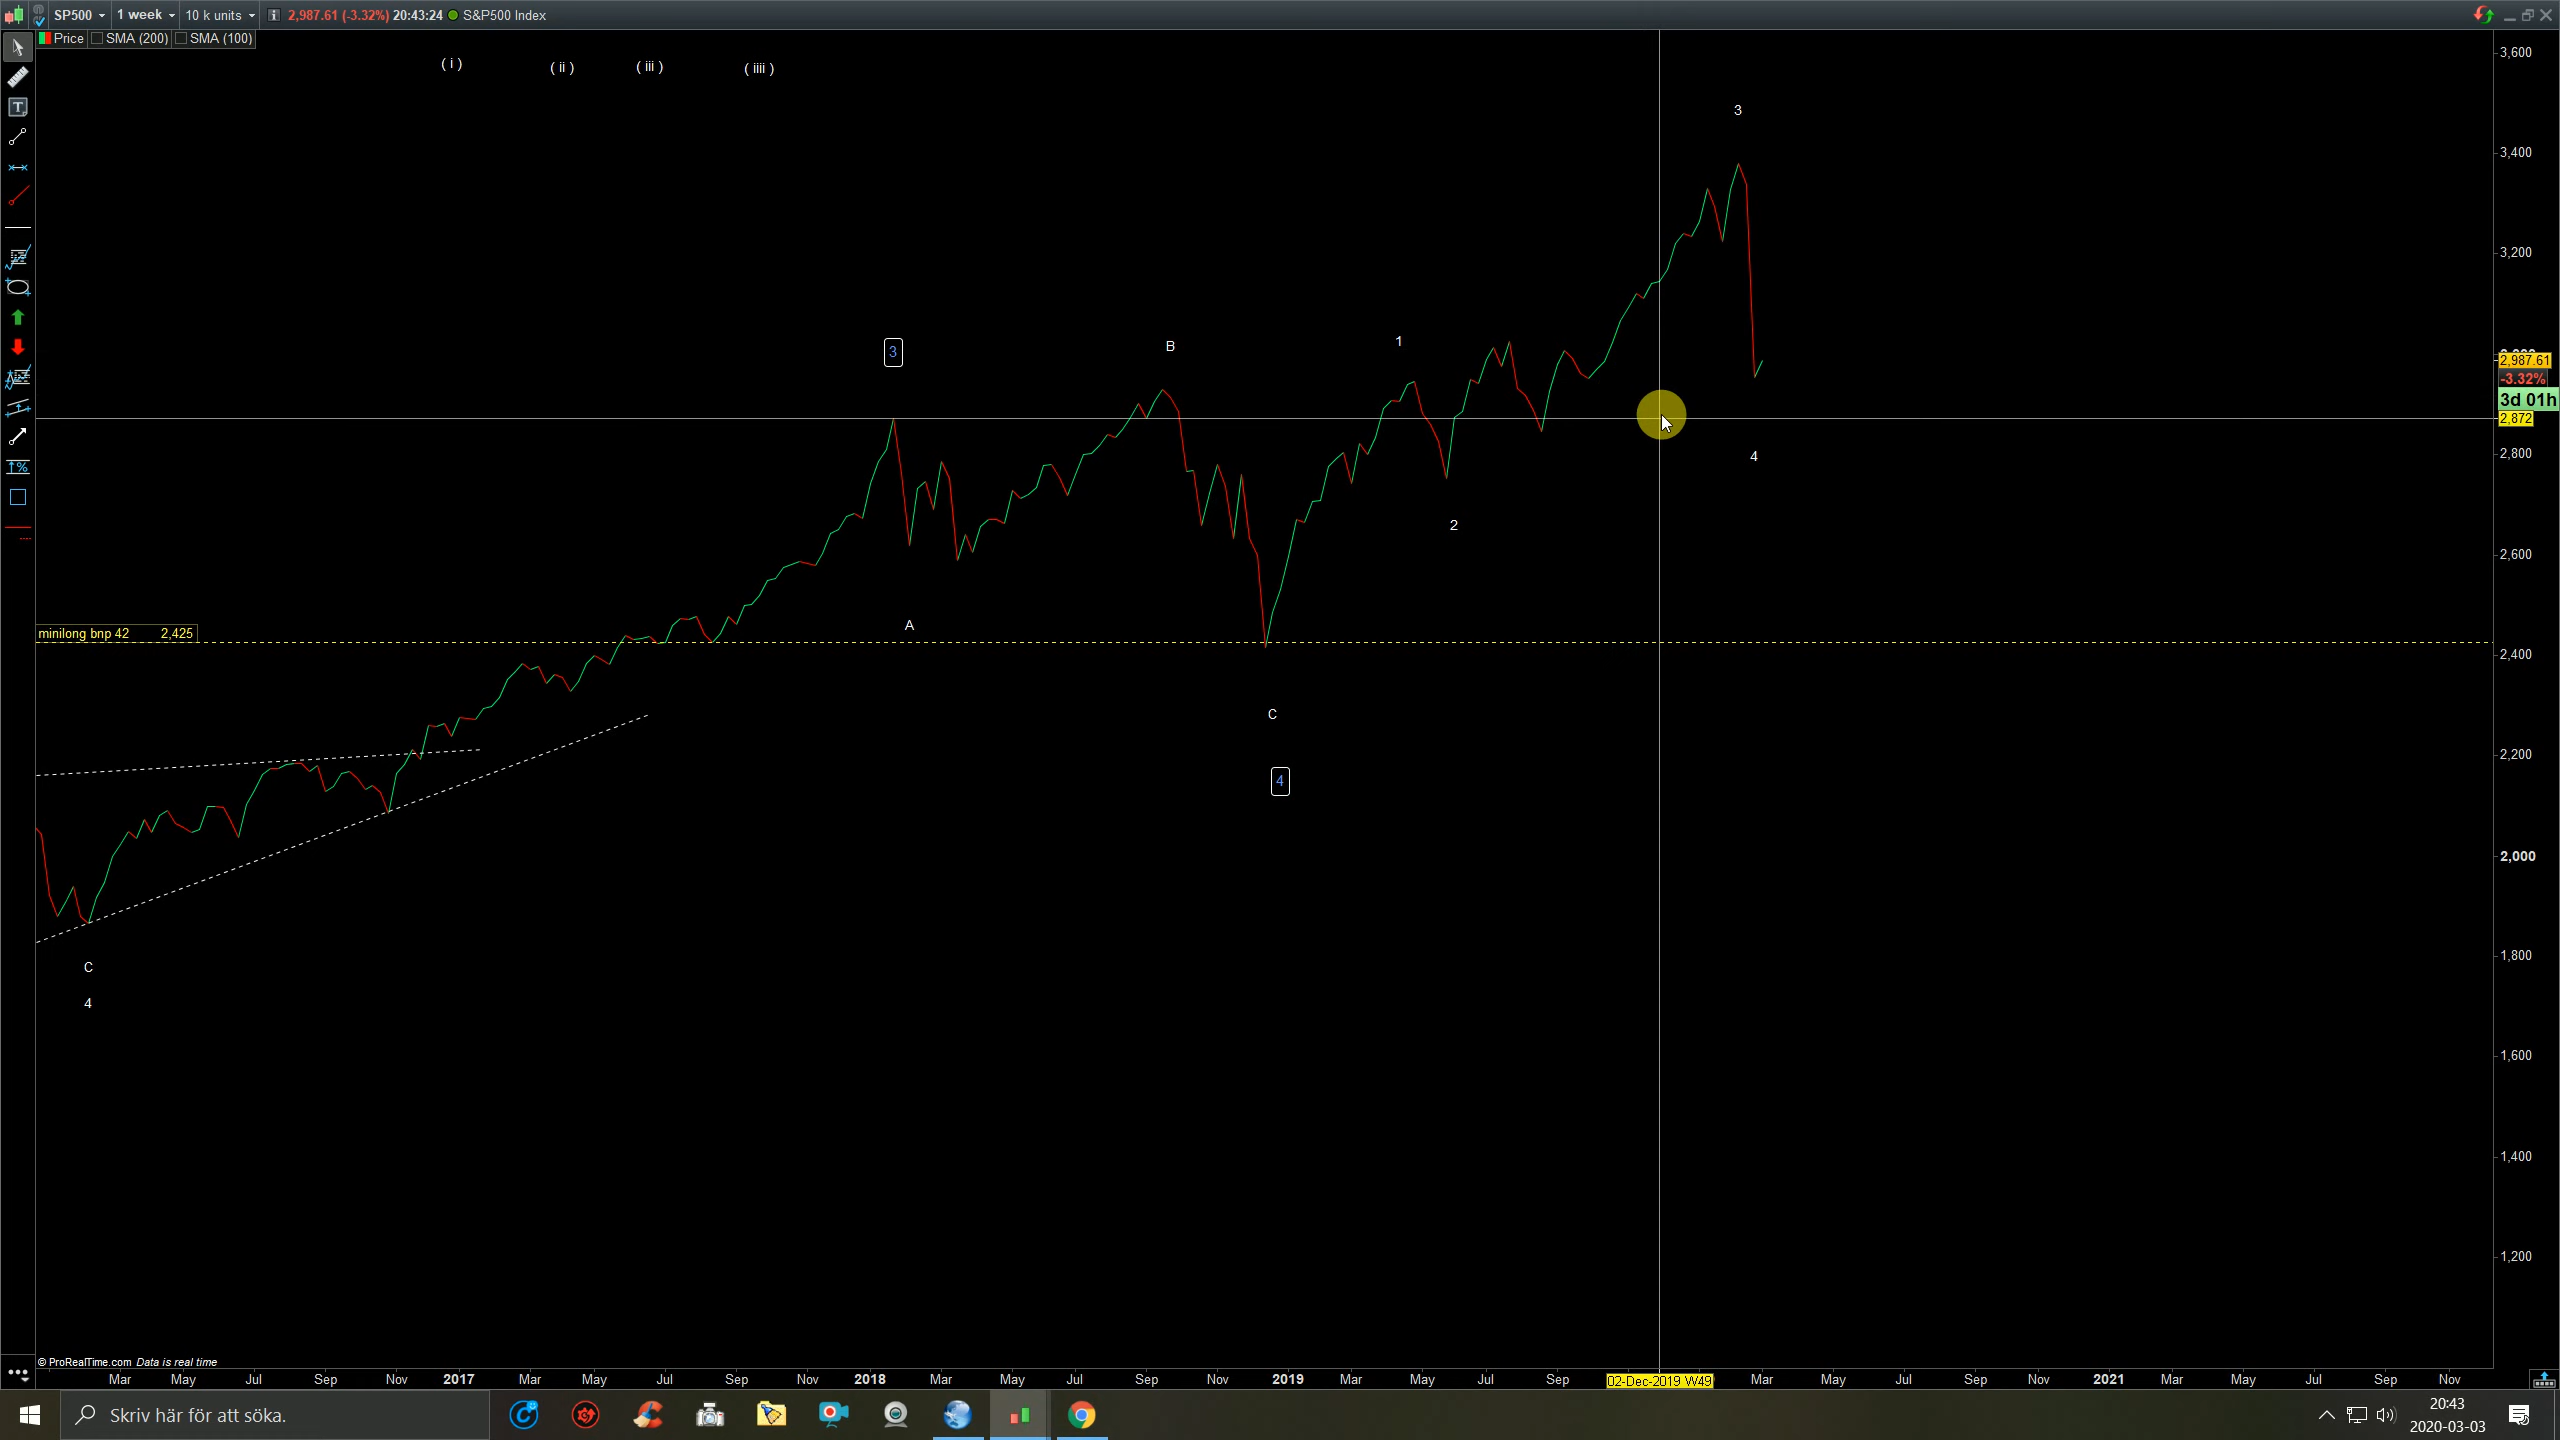 SP500 1 week 10 k units 2,987.61 (-3.32%) 20:43:24 S&P500 Index
Price SMA (200) SMA (100)
( i ) ( ii ) ( iii ) ( iiii )
3,600
3
3,400
3,200
3 B 1
2,987.61
-3.32%
3d 01h
2,872
4
2,800
2
2,600
A
minilong bnp 42 2,425
2,400
C
2,200
4
2,000
1,800
C
4
1,600
1,400
1,200
© ProRealTime.com Data is real time
Mar May Jul Sep Nov 2017 Mar May Jul Sep Nov 2018 Mar May Jul Sep Nov 2019 Mar May Jul Sep 02-Dec-2019 W49 Mar May Jul Sep Nov 2021 Mar May Jul Sep Nov
Skriv här för att söka.
20:43
2020-03-03